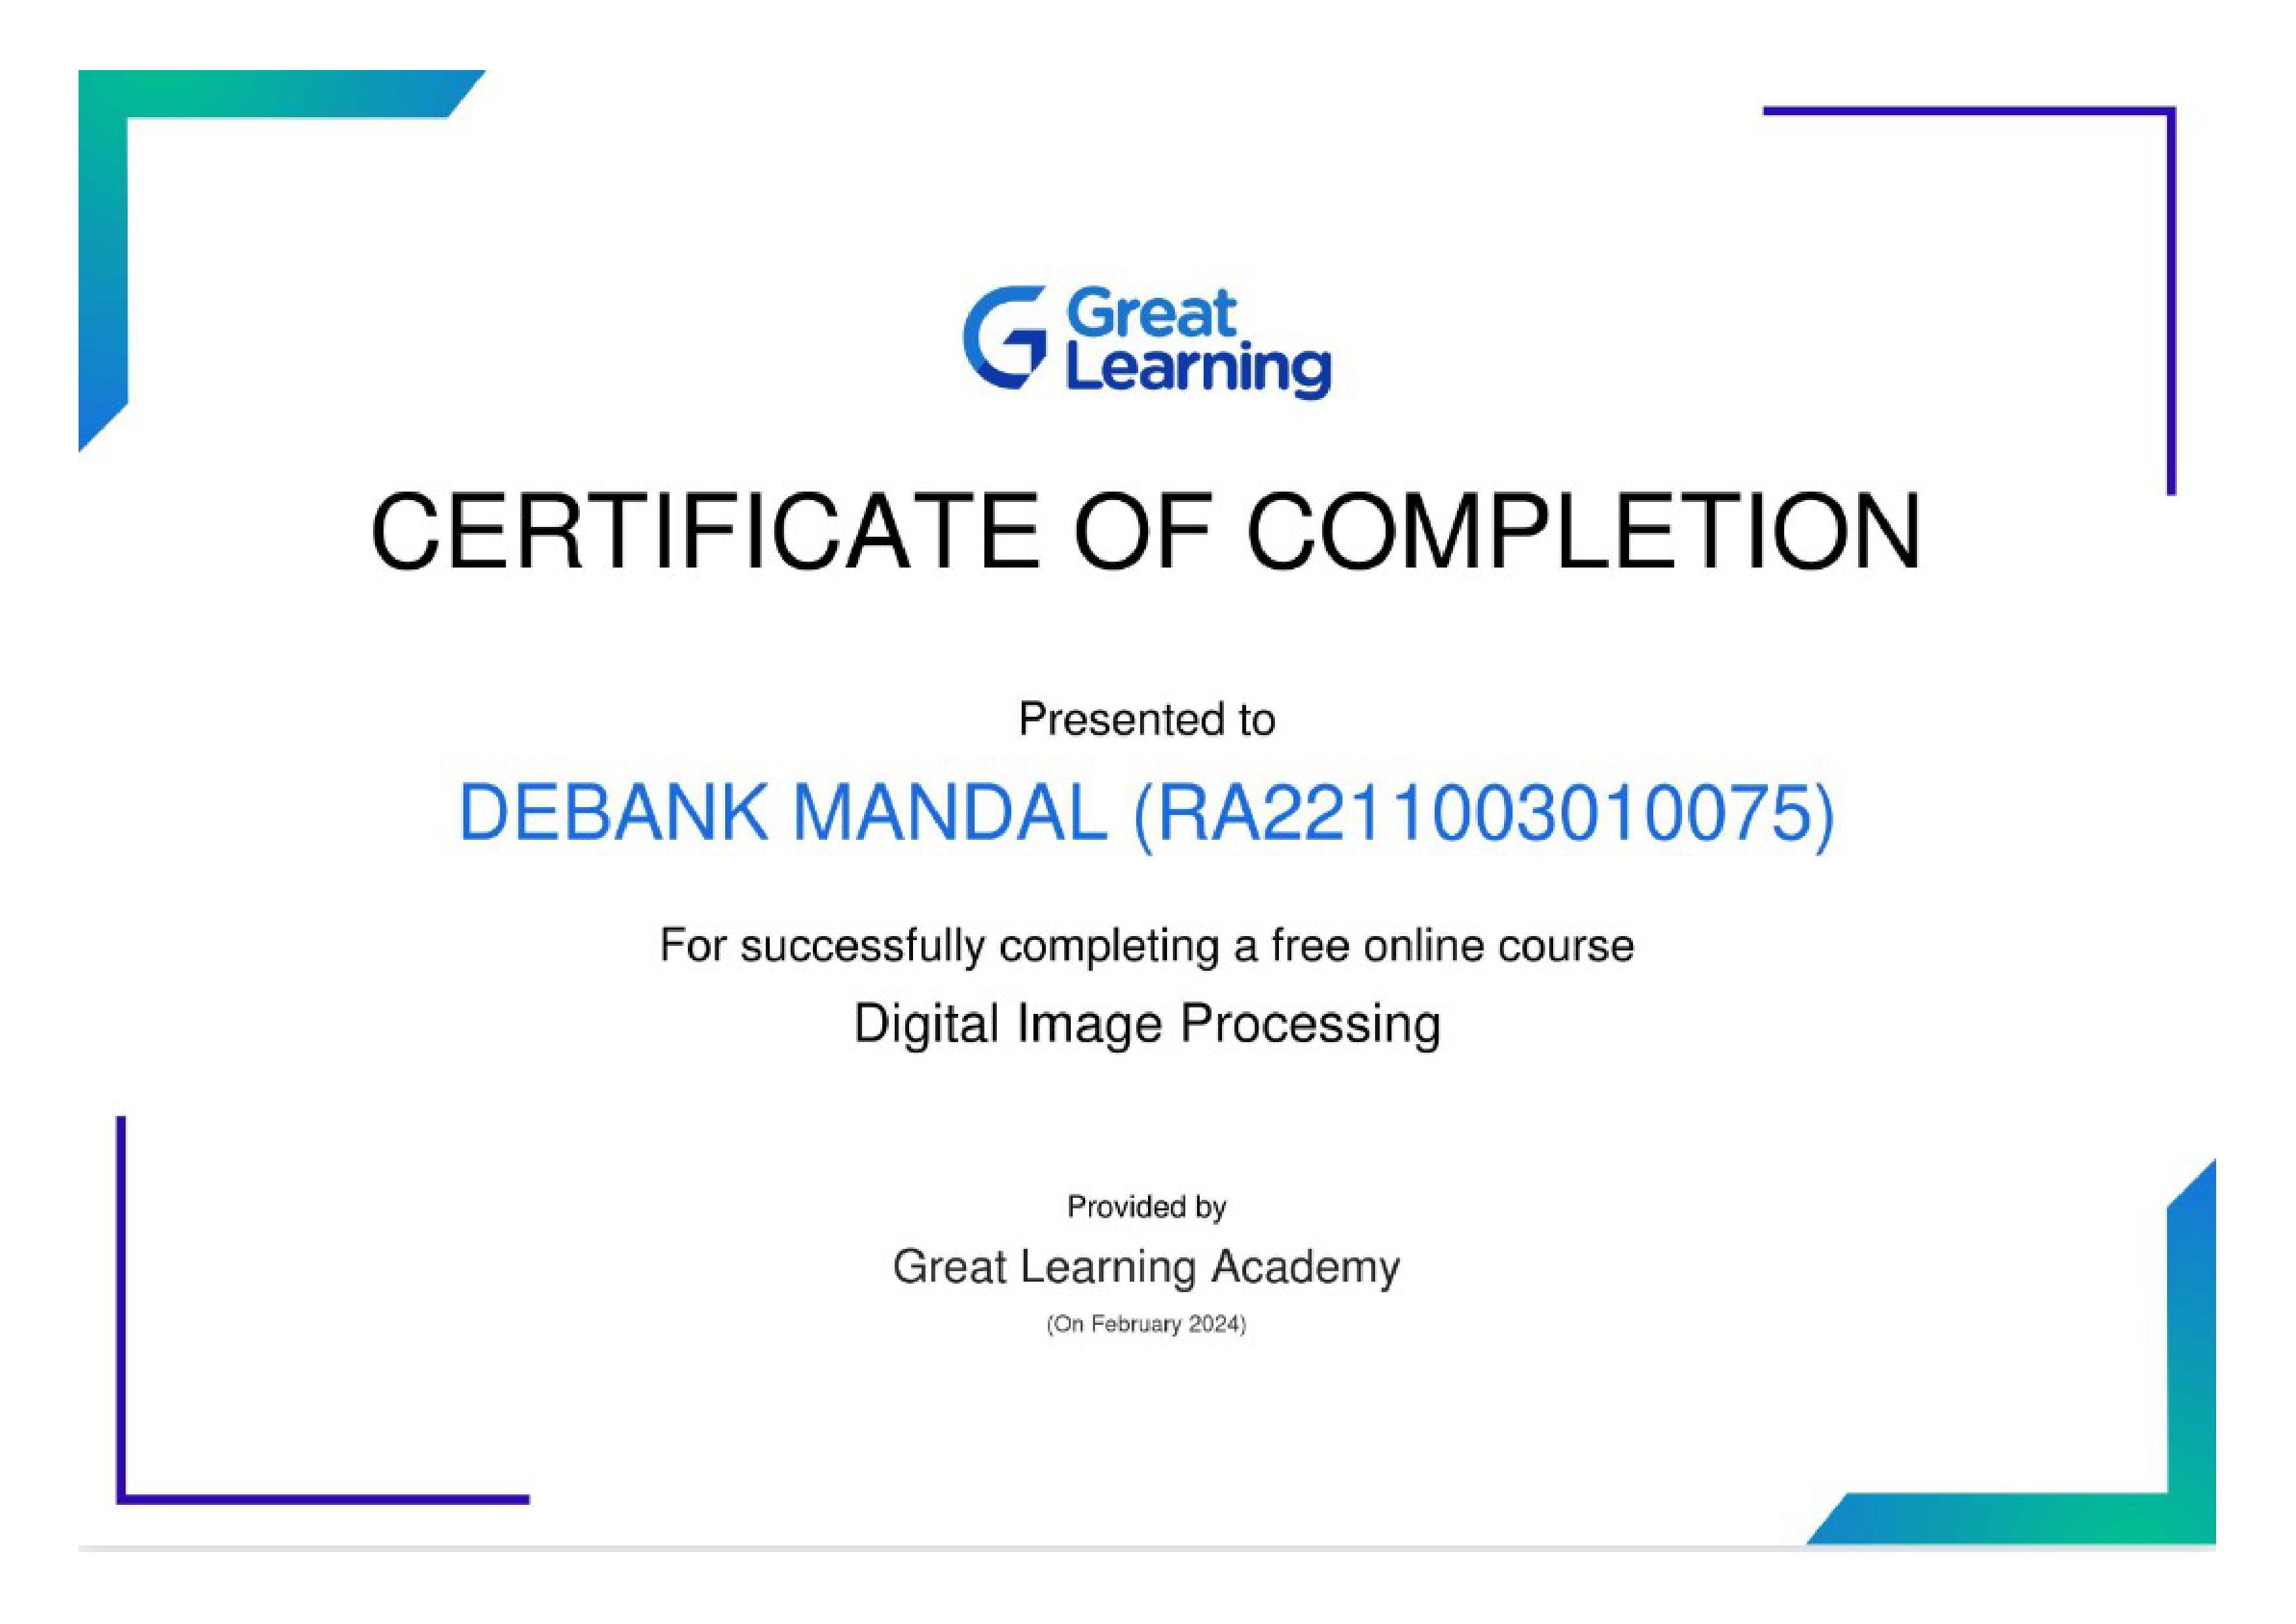 Great
Learning
CERTIFICATE OF COMPLETION
Presented to
DEBANK MANDAL (RA2211003010075)
For successfully completing a free online course
Digital Image Processing
Provided by
Great Learning Academy
(On February 2024)